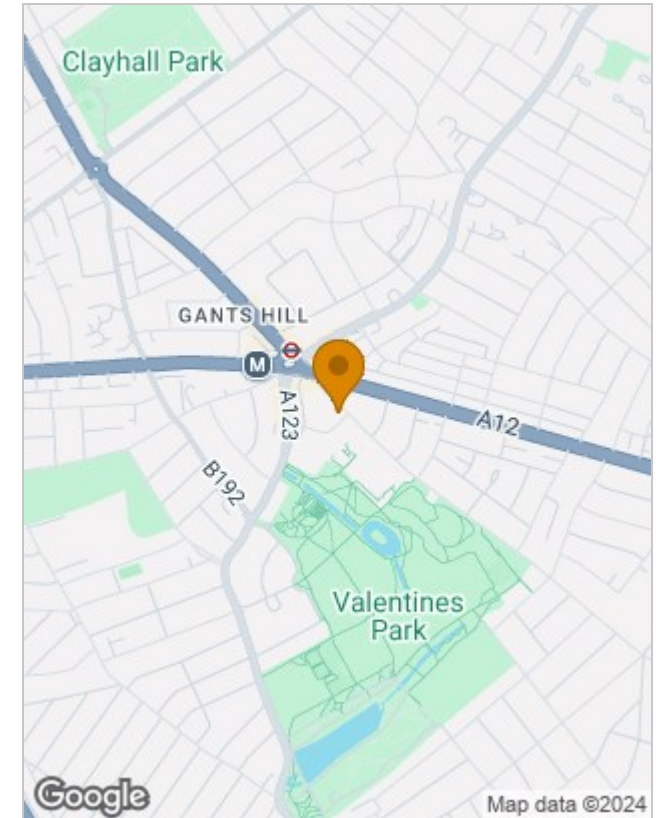 Clayhall Park
GANTS HILL
M
A123
A12
B192
Valentines
Park
Google
Map data ©2024